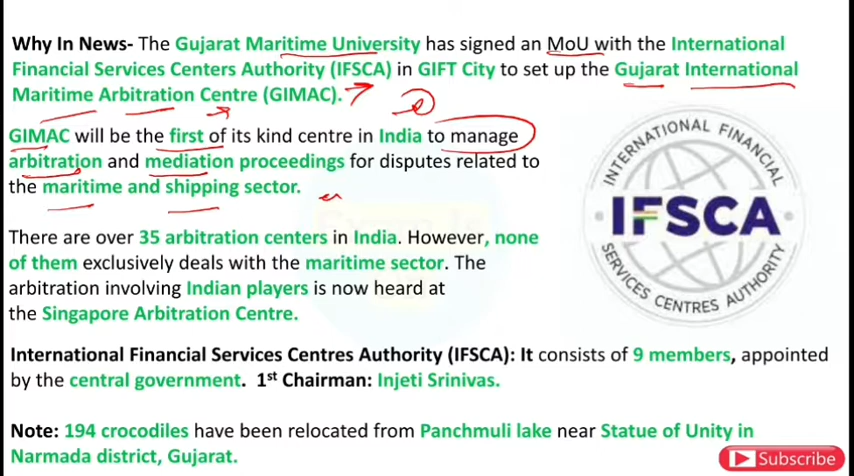 Why In News- The Gujarat Maritime University has signed an MoU with the International
Financial Services Centers Authority (IFSCA) in GIFT City to set up the Gujarat International
Maritime Arbitration Centre (GIMAC).
GIMAC will be the first of its kind centre in India to manage
arbitration and mediation proceedings for disputes related to
the maritime and shipping sector.
There are over 35 arbitration centers in India. However, none
of them exclusively deals with the maritime sector. The
arbitration involving Indian players is now heard at
the Singapore Arbitration Centre.
INTERNATIONAL FINANCIAL
IFSCA
SERVICES CENTRES AUTHORITY
International Financial Services Centres Authority (IFSCA): It consists of 9 members, appointed
by the central government. 1st Chairman: Injeti Srinivas.
Note: 194 crocodiles have been relocated from Panchmuli lake near Statue of Unity in
Narmada district, Gujarat.
Subscribe